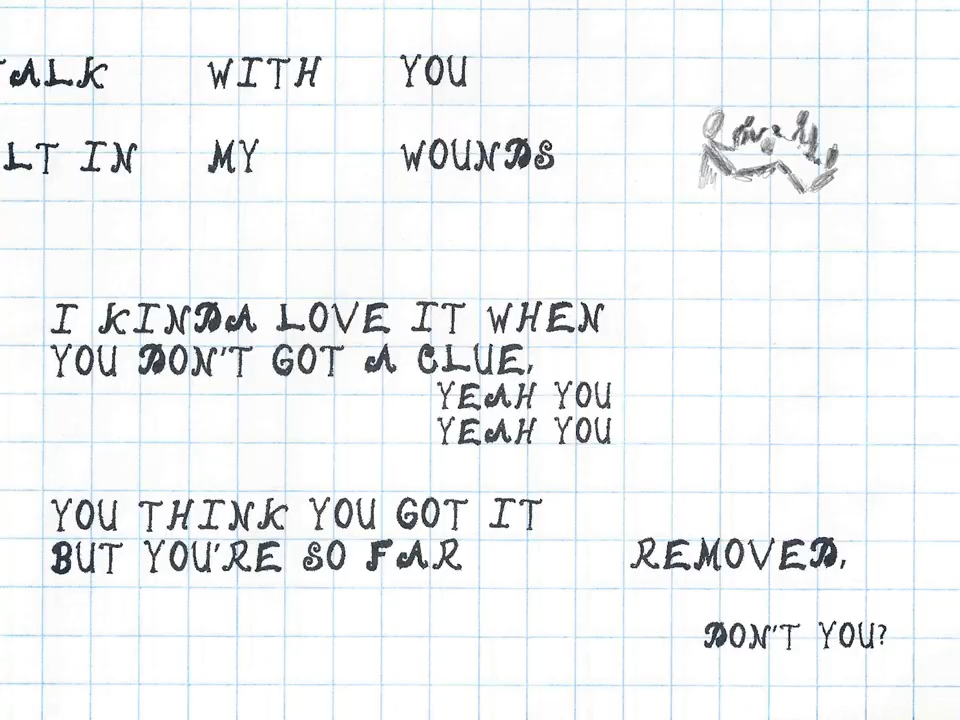 TALK WITH YOU
LT IN MY WOUNDS
I KINDA LOVE IT WHEN
YOU DON'T GOT A CLUE,
YEAH YOU
YEAH YOU
YOU THINK YOU GOT IT
BUT YOU'RE SO FAR REMOVED,
DON'T YOU?